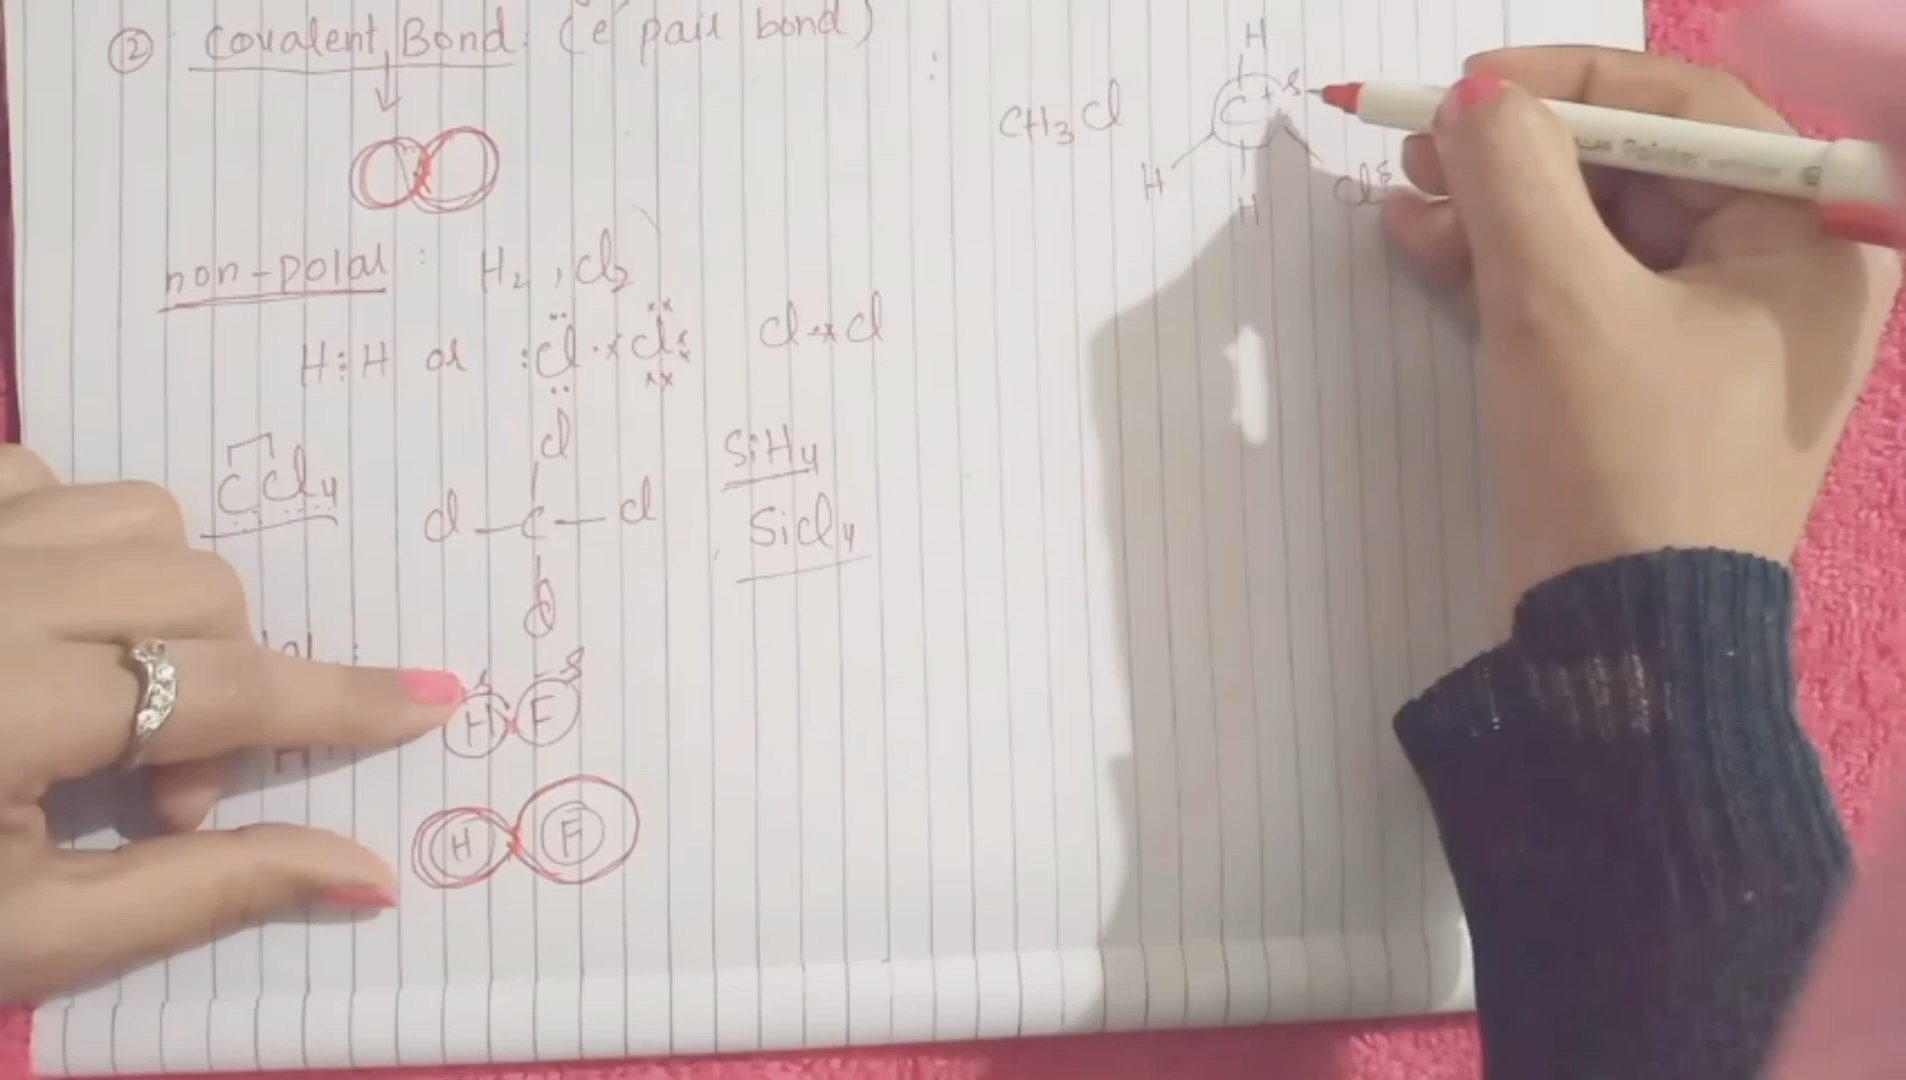 ② Covalent Bond: (e⁻ pair bond)
non-polar : H₂, Cl₂
H:H or :Cl·×Cl×× Cl·×Cl
CCl₄
Cl
Cl—C—Cl
Cl
SiH₄
SiCl₄
H F
δ δ
H F
:
CH₃Cl
H
C +δ
H
H
Clδ